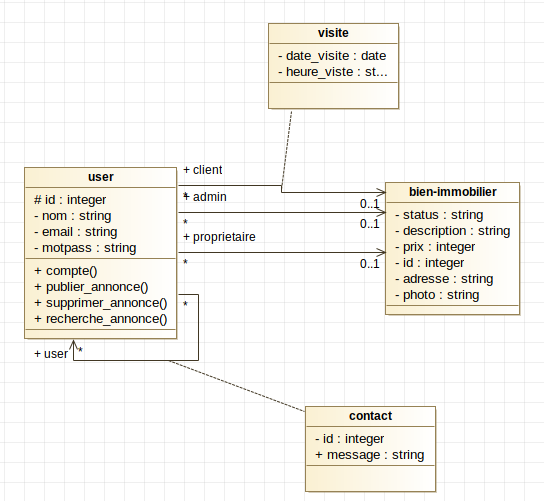 visite
- date_visite : date
- heure_viste : st...
user
# id : integer
- nom : string
- email : string
- motpass : string
+ compte()
+ publier_annonce()
+ supprimer_annonce()
+ recherche_annonce()
+ client
*
+ admin
0..1
*
0..1
+ proprietaire
*
0..1
*
+ user
*
bien-immobilier
- status : string
- description : string
- prix : integer
- id : integer
- adresse : string
- photo : string
contact
- id : integer
+ message : string